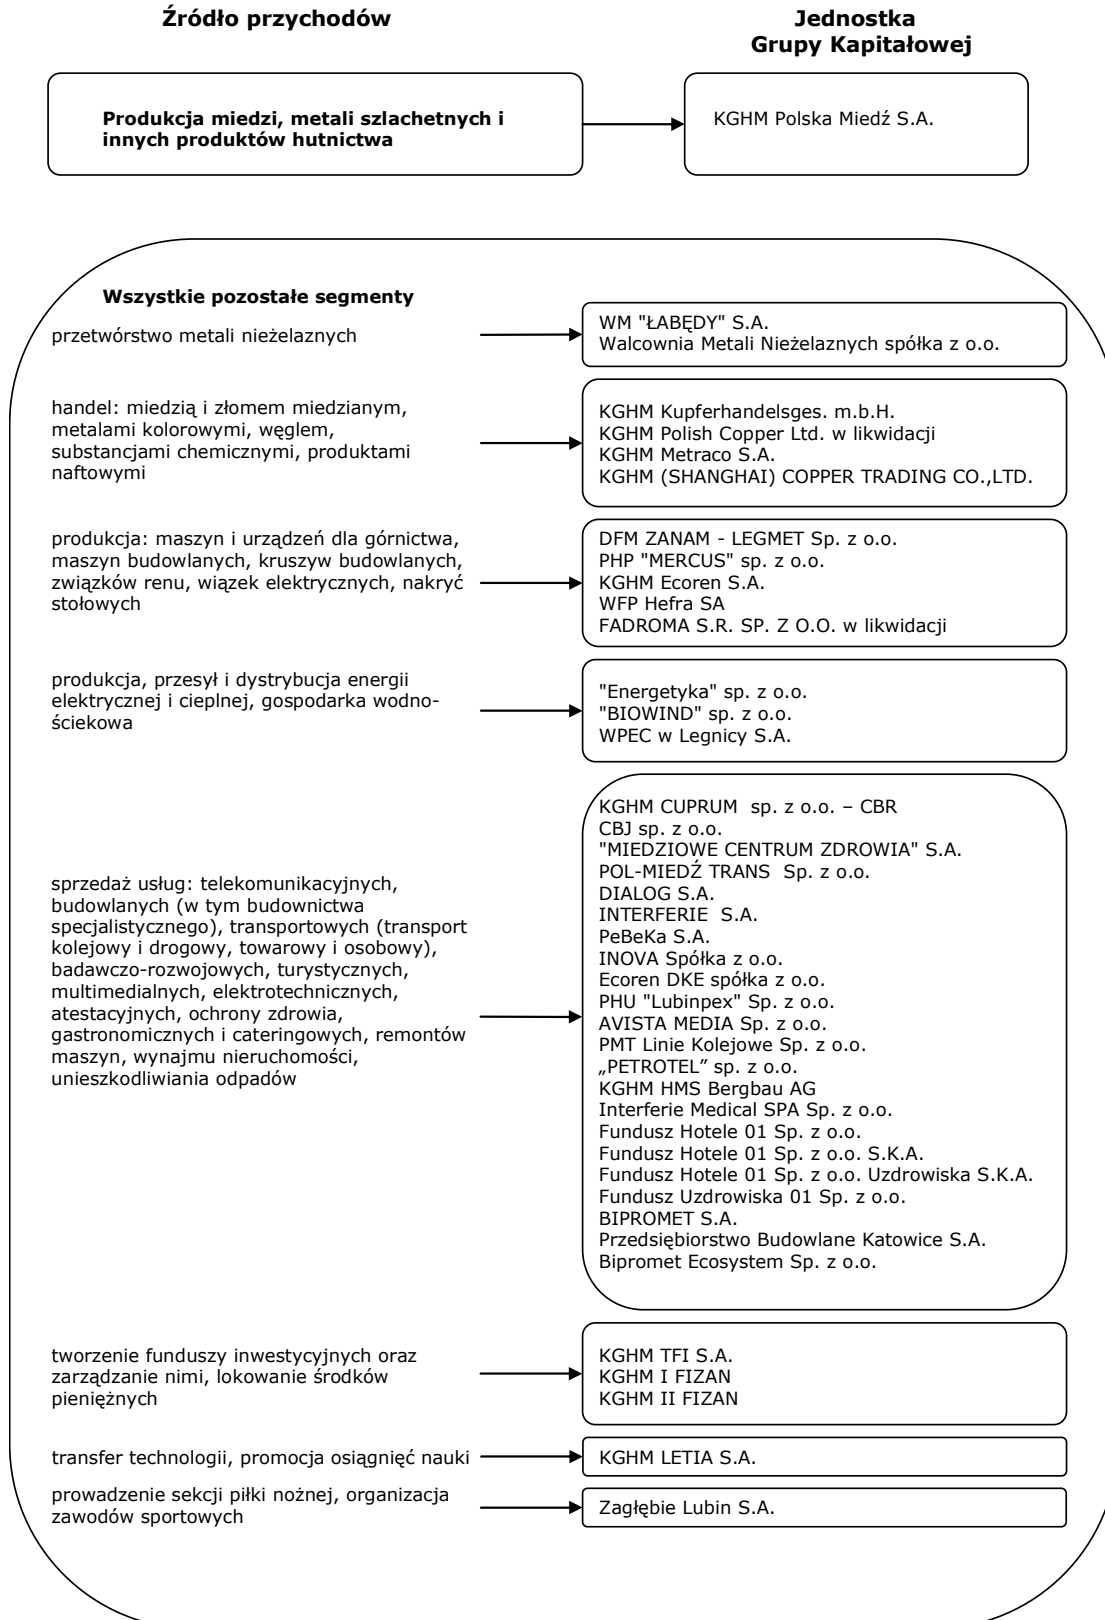 Źródło przychodów
Jednostka
Grupy Kapitałowej
Produkcja miedzi, metali szlachetnych i
innych produktów hutnictwa
KGHM Polska Miedź S.A.
Wszystkie pozostałe segmenty
przetwórstwo metali nieżelaznych
WM "ŁABĘDY" S.A.
Walcownia Metali Nieżelaznych spółka z o.o.
handel: miedzią i złomem miedzianym,
metalami kolorowymi, węglem,
substancjami chemicznymi, produktami
naftowymi
KGHM Kupferhandelsges. m.b.H.
KGHM Polish Copper Ltd. w likwidacji
KGHM Metraco S.A.
KGHM (SHANGHAI) COPPER TRADING CO.,LTD.
produkcja: maszyn i urządzeń dla górnictwa,
maszyn budowlanych, kruszyw budowlanych,
związków renu, wiązek elektrycznych, nakryć
stołowych
DFM ZANAM - LEGMET Sp. z o.o.
PHP "MERCUS" sp. z o.o.
KGHM Ecoren S.A.
WFP Hefra SA
FADROMA S.R. SP. Z O.O. w likwidacji
produkcja, przesył i dystrybucja energii
elektrycznej i cieplnej, gospodarka wodno-
ściekowa
"Energetyka" sp. z o.o.
"BIOWIND" sp. z o.o.
WPEC w Legnicy S.A.
sprzedaż usług: telekomunikacyjnych,
budowlanych (w tym budownictwa
specjalistycznego), transportowych (transport
kolejowy i drogowy, towarowy i osobowy),
badawczo-rozwojowych, turystycznych,
multimedialnych, elektrotechnicznych,
atestacyjnych, ochrony zdrowia,
gastronomicznych i cateringowych, remontów
maszyn, wynajmu nieruchomości,
unieszkodliwiania odpadów
KGHM CUPRUM sp. z o.o. – CBR
CBJ sp. z o.o.
"MIEDZIOWE CENTRUM ZDROWIA" S.A.
POL-MIEDŹ TRANS Sp. z o.o.
DIALOG S.A.
INTERFERIE S.A.
PeBeKa S.A.
INOVA Spółka z o.o.
Ecoren DKE spółka z o.o.
PHU "Lubinpex" Sp. z o.o.
AVISTA MEDIA Sp. z o.o.
PMT Linie Kolejowe Sp. z o.o.
„PETROTEL” sp. z o.o.
KGHM HMS Bergbau AG
Interferie Medical SPA Sp. z o.o.
Fundusz Hotele 01 Sp. z o.o.
Fundusz Hotele 01 Sp. z o.o. S.K.A.
Fundusz Hotele 01 Sp. z o.o. Uzdrowiska S.K.A.
Fundusz Uzdrowiska 01 Sp. z o.o.
BIPROMET S.A.
Przedsiębiorstwo Budowlane Katowice S.A.
Bipromet Ecosystem Sp. z o.o.
tworzenie funduszy inwestycyjnych oraz
zarządzanie nimi, lokowanie środków
pieniężnych
KGHM TFI S.A.
KGHM I FIZAN
KGHM II FIZAN
transfer technologii, promocja osiągnięć nauki
KGHM LETIA S.A.
prowadzenie sekcji piłki nożnej, organizacja
zawodów sportowych
Zagłębie Lubin S.A.